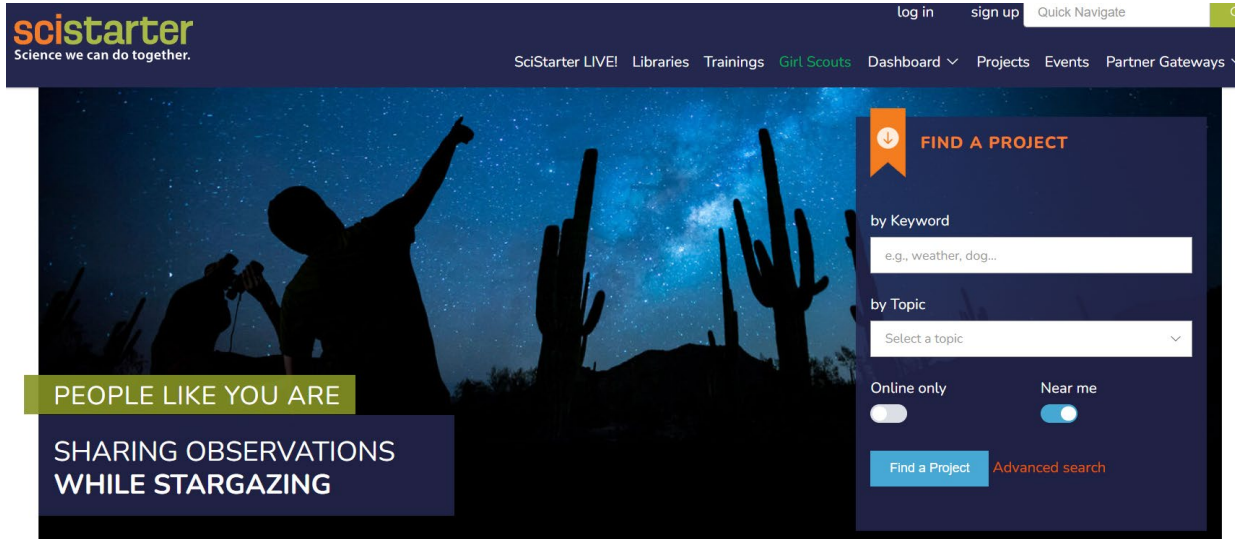 log in sign up Quick Navigate
scistarter
Science we can do together.
SciStarter LIVE! Libraries Trainings Girl Scouts Dashboard Projects Events Partner Gateways
FIND A PROJECT
by Keyword
e.g., weather, dog...
by Topic
Select a topic
Online only Near me
Find a Project Advanced search
PEOPLE LIKE YOU ARE
SHARING OBSERVATIONS
WHILE STARGAZING